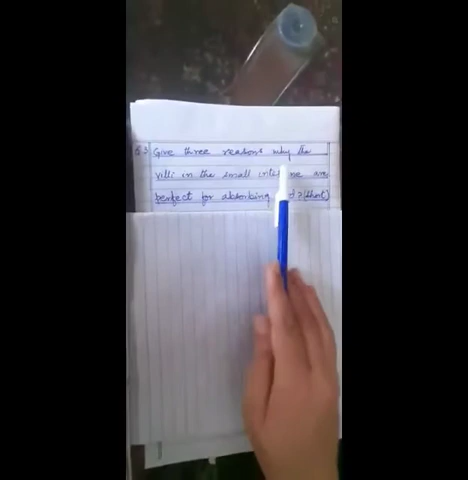 Q3 Give three reasons why the
villi in the small are
perfect for absorbing ? (short)